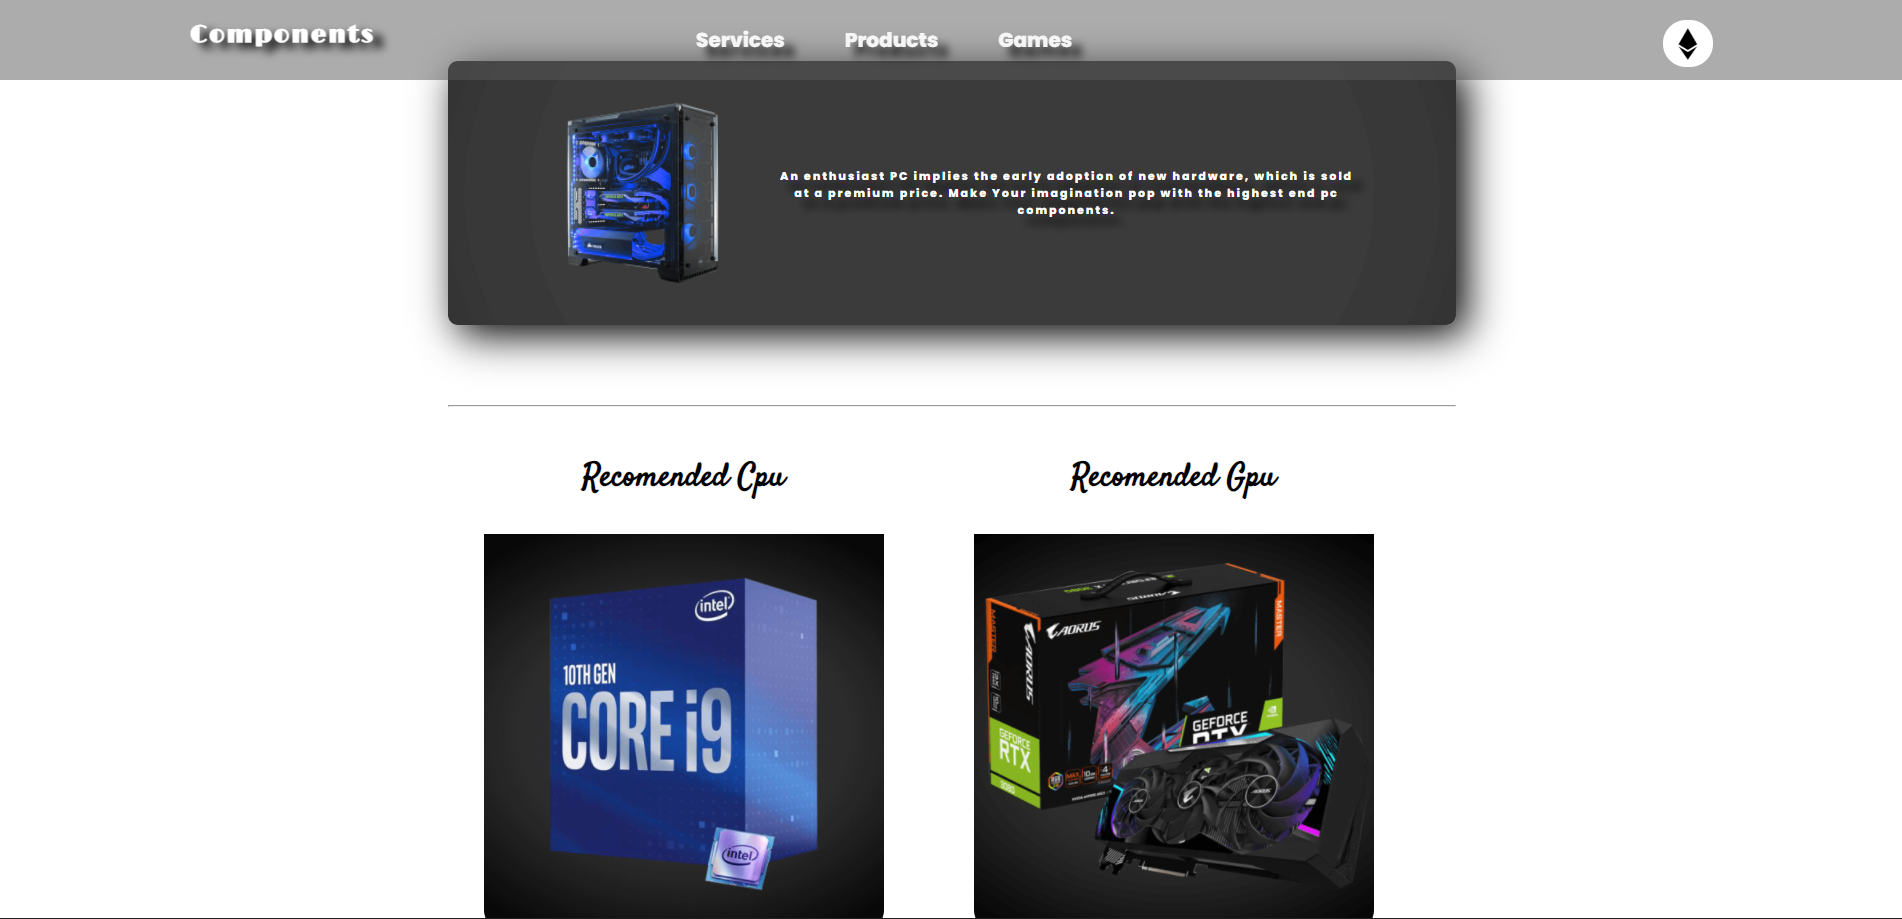 Components
Services
Products
Games
An enthusiast PC implies the early adoption of new hardware, which is sold
at a premium price. Make Your imagination pop with the highest end pc
components.
Recomended Cpu
Recomended Gpu
intel
10TH GEN
CORE i9
intel
AORUS
MASTER
AORUS
GEFORCE
RTX
GEFORCE
RTX
3080
AORUS